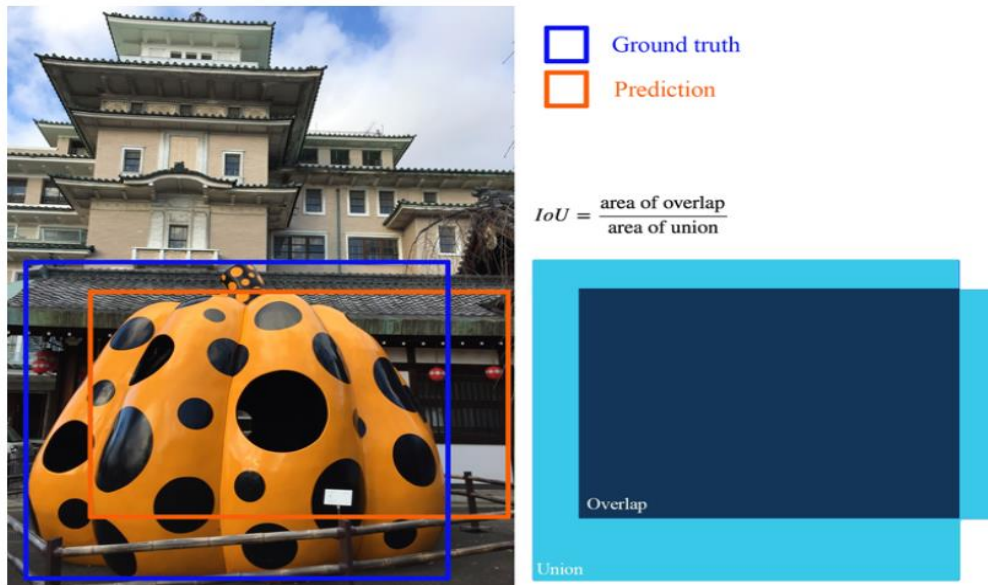 Ground truth
Prediction
IoU = area of overlap / area of union
Overlap
Union